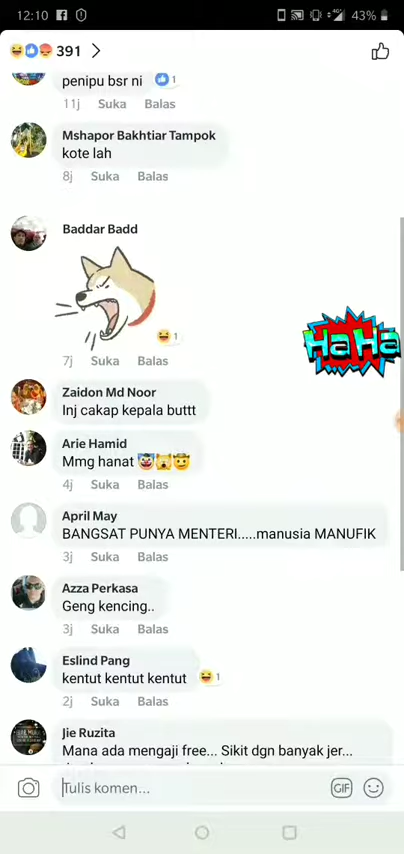 12:10
43%
391
penipu bsr ni 1
11j Suka Balas
Mshapor Bakhtiar Tampok
kote lah
8j Suka Balas
Baddar Badd
1
7j Suka Balas
HaHa
Zaidon Md Noor
Inj cakap kepala buttt
Arie Hamid
Mmg hanat 🤡🙀🤠
4j Suka Balas
April May
BANGSAT PUNYA MENTERI.....manusia MANUFIK
3j Suka Balas
Azza Perkasa
Geng kencing..
3j Suka Balas
Eslind Pang
kentut kentut kentut 1
2j Suka Balas
Jie Ruzita
Mana ada mengaji free... Sikit dgn banyak jer...
Tulis komen...
GIF